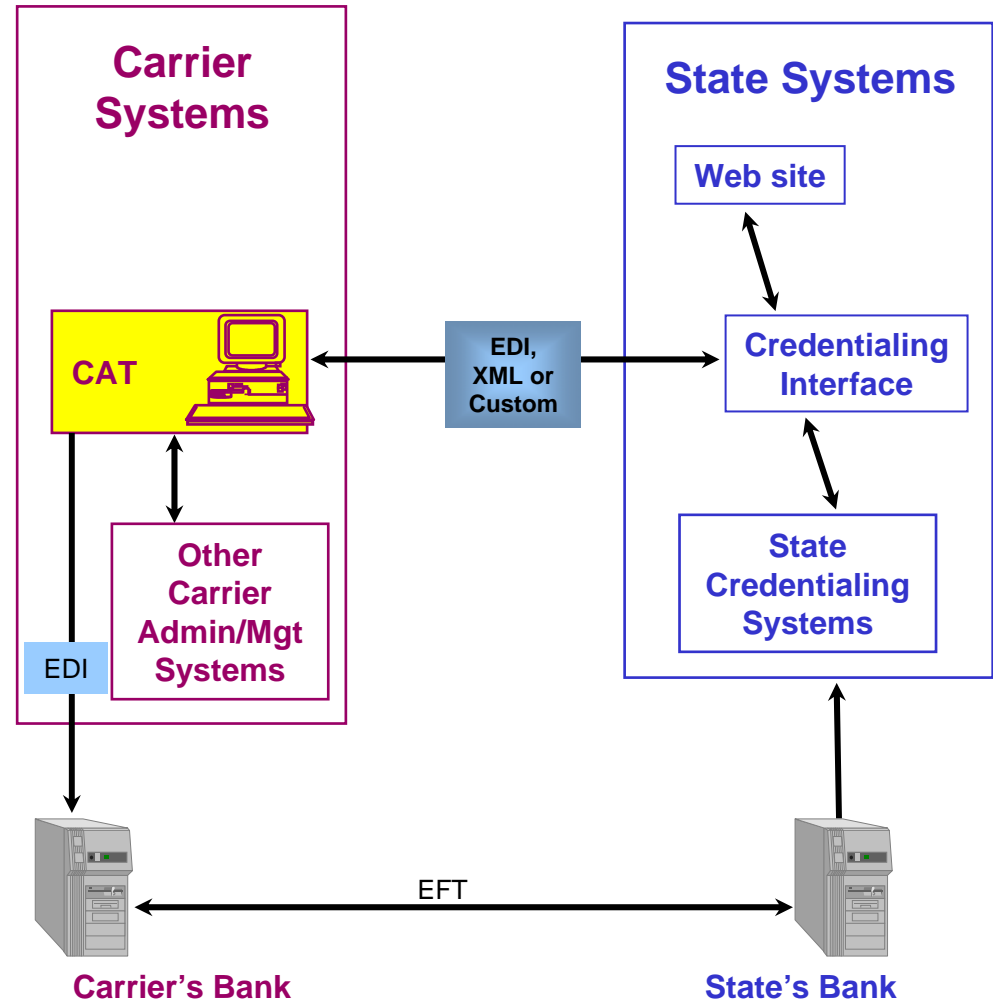 Carrier
Systems
State Systems
Web site
CAT
EDI,
XML or
Custom
Credentialing
Interface
Other
Carrier
Admin/Mgt
Systems
State
Credentialing
Systems
EDI
EFT
Carrier's Bank
State's Bank